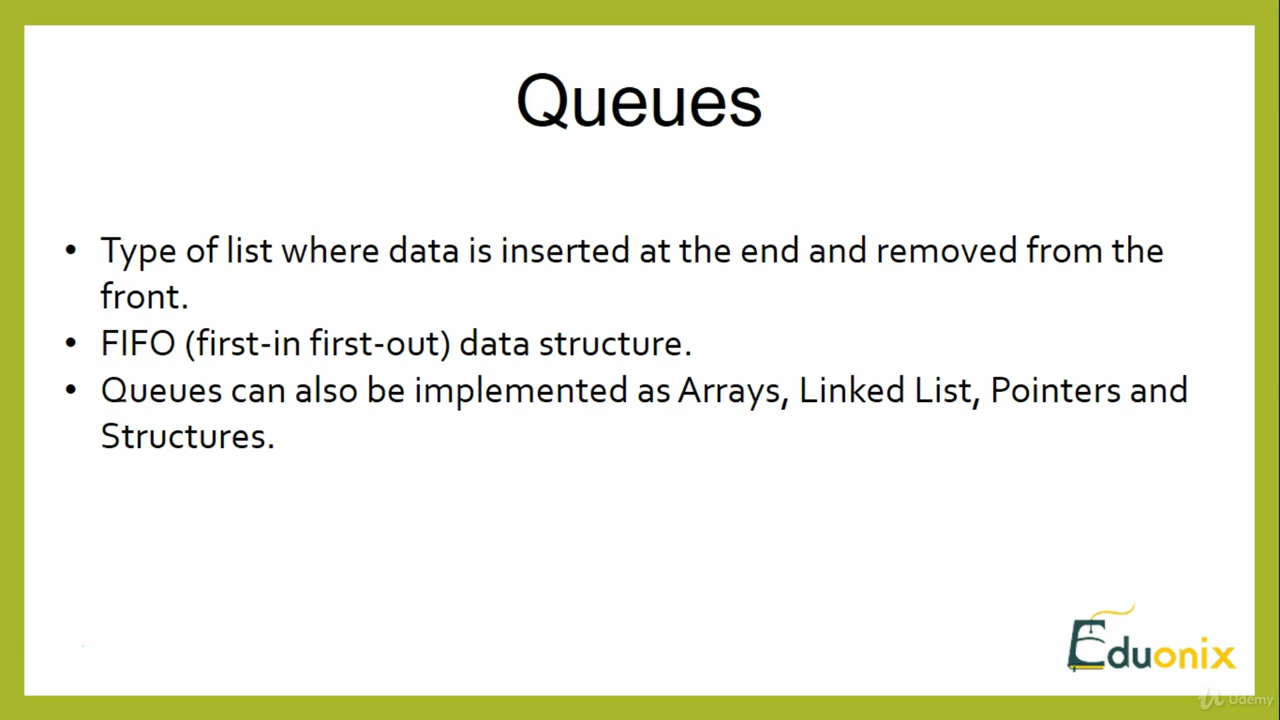 Queues
• Type of list where data is inserted at the end and removed from the
front.
• FIFO (first-in first-out) data structure.
• Queues can also be implemented as Arrays, Linked List, Pointers and
Structures.
Eduonix
Udemy